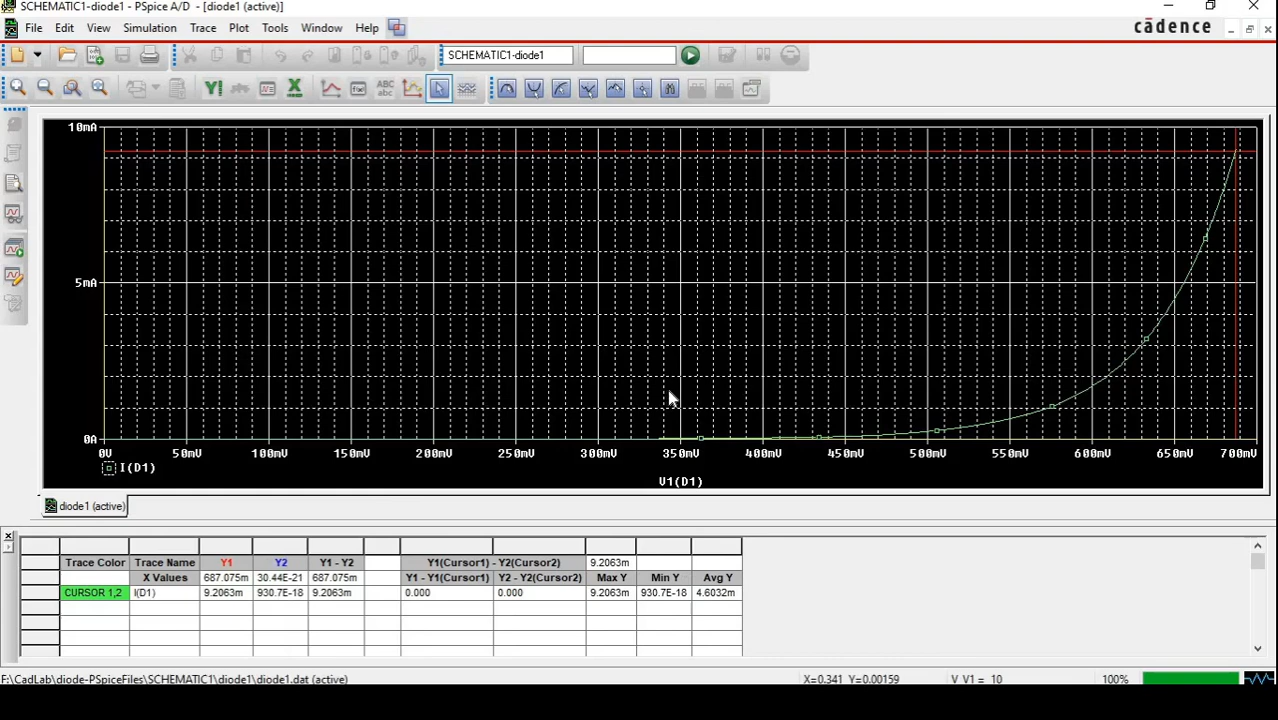 SCHEMATIC1-diode1 - PSpice A/D - [diode1 (active)]
File Edit View Simulation Trace Plot Tools Window Help
cādence
SCHEMATIC1-diode1
ABC
abc
10mA
5mA
0A
0V 50mV 100mV 150mV 200mV 250mV 300mV 350mV 400mV 450mV 500mV 550mV 600mV 650mV 700mV
I(D1)
V1(D1)
diode1 (active)
Trace Color Trace Name Y1 Y2 Y1 - Y2 Y1(Cursor1) - Y2(Cursor2) 9.2063m
X Values 687.075m 30.44E-21 687.075m Y1 - Y1(Cursor1) Y2 - Y2(Cursor2) Max Y Min Y Avg Y
CURSOR 1,2 I(D1) 9.2063m 930.7E-18 9.2063m 0.000 0.000 9.2063m 930.7E-18 4.6032m
F:\CadLab\diode-PSpiceFiles\SCHEMATIC1\diode1\diode1.dat (active) X=0.341 Y=0.00159 V_V1 = 10 100%